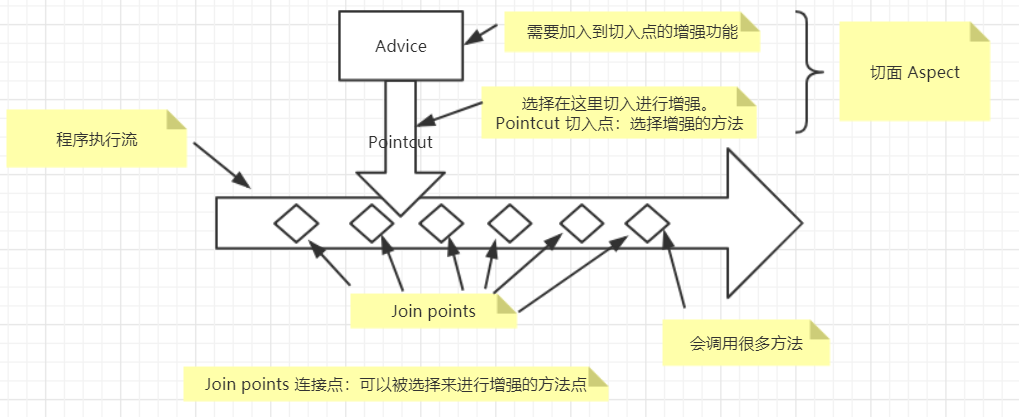 Advice
需要加入到切入点的增强功能
切面 Aspect
选择在这里切入进行增强。
Pointcut 切入点：选择增强的方法
Pointcut
程序执行流
Join points
会调用很多方法
Join points 连接点：可以被选择来进行增强的方法点